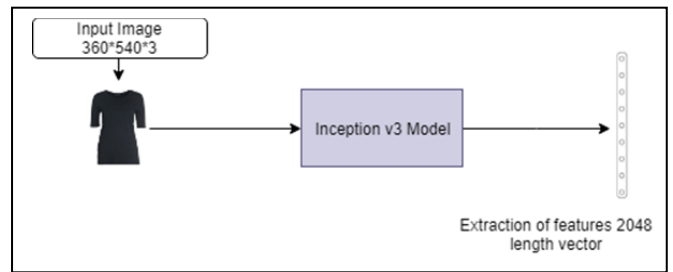 Input Image
360*540*3
Inception v3 Model
Extraction of features 2048
length vector